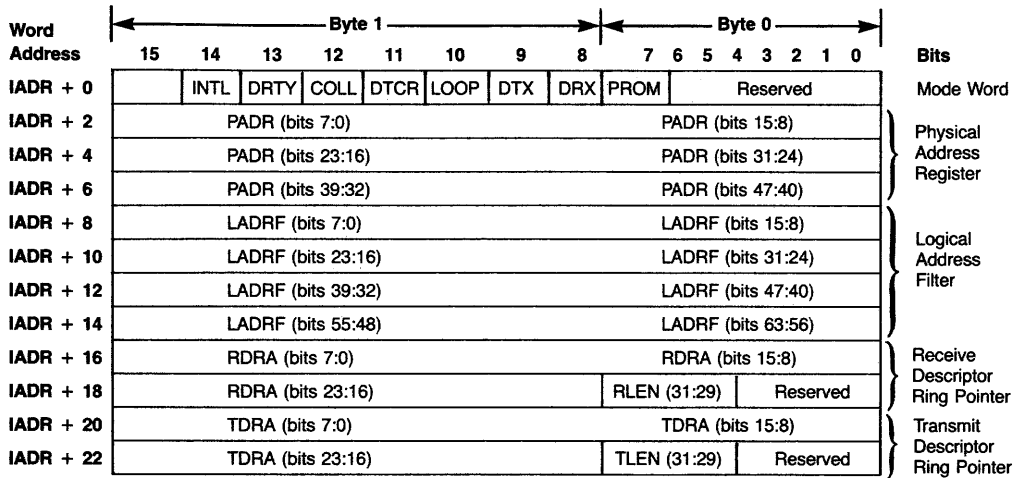 Word Address
Byte 1
Byte 0
15 14 13 12 11 10 9 8 7 6 5 4 3 2 1 0 Bits
IADR + 0 INTL DRTY COLL DTCR LOOP DTX DRX PROM Reserved Mode Word
IADR + 2 PADR (bits 7:0) PADR (bits 15:8)
IADR + 4 PADR (bits 23:16) PADR (bits 31:24)
IADR + 6 PADR (bits 39:32) PADR (bits 47:40)
Physical
Address
Register
IADR + 8 LADRF (bits 7:0) LADRF (bits 15:8)
IADR + 10 LADRF (bits 23:16) LADRF (bits 31:24)
IADR + 12 LADRF (bits 39:32) LADRF (bits 47:40)
IADR + 14 LADRF (bits 55:48) LADRF (bits 63:56)
Logical
Address
Filter
IADR + 16 RDRA (bits 7:0) RDRA (bits 15:8)
IADR + 18 RDRA (bits 23:16) RLEN (31:29) Reserved
Receive
Descriptor
Ring Pointer
IADR + 20 TDRA (bits 7:0) TDRA (bits 15:8)
IADR + 22 TDRA (bits 23:16) TLEN (31:29) Reserved
Transmit
Descriptor
Ring Pointer